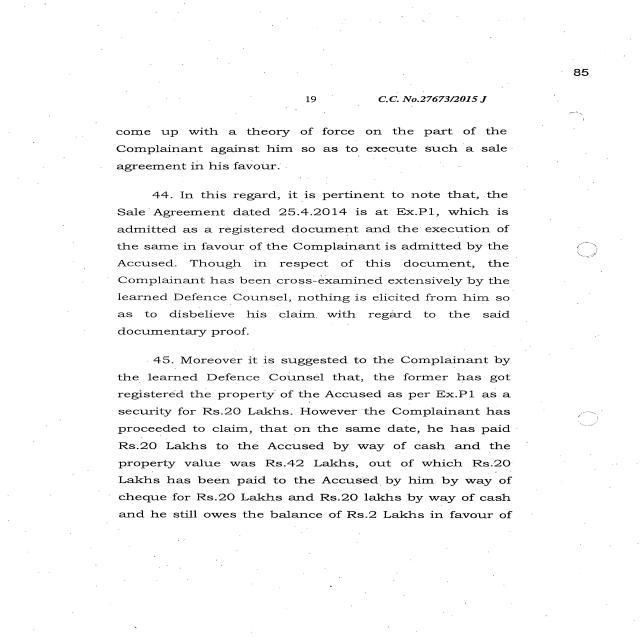 85
19 C.C. No.27673/2015 J
come up with a theory of force on the part of the
Complainant against him so as to execute such a sale
agreement in his favour.
44. In this regard, it is pertinent to note that, the
Sale Agreement dated 25.4.2014 is at Ex.P1, which is
admitted as a registered document and the execution of
the same in favour of the Complainant is admitted by the
Accused. Though in respect of this document, the
Complainant has been cross-examined extensively by the
learned Defence Counsel, nothing is elicited from him so
as to disbelieve his claim with regard to the said
documentary proof.
45. Moreover it is suggested to the Complainant by
the learned Defence Counsel that, the former has got
registered the property of the Accused as per Ex.P1 as a
security for Rs.20 Lakhs. However the Complainant has
proceeded to claim, that on the same date, he has paid
Rs.20 Lakhs to the Accused by way of cash and the
property value was Rs.42 Lakhs, out of which Rs.20
Lakhs has been paid to the Accused by him by way of
cheque for Rs.20 Lakhs and Rs.20 lakhs by way of cash
and he still owes the balance of Rs.2 Lakhs in favour of